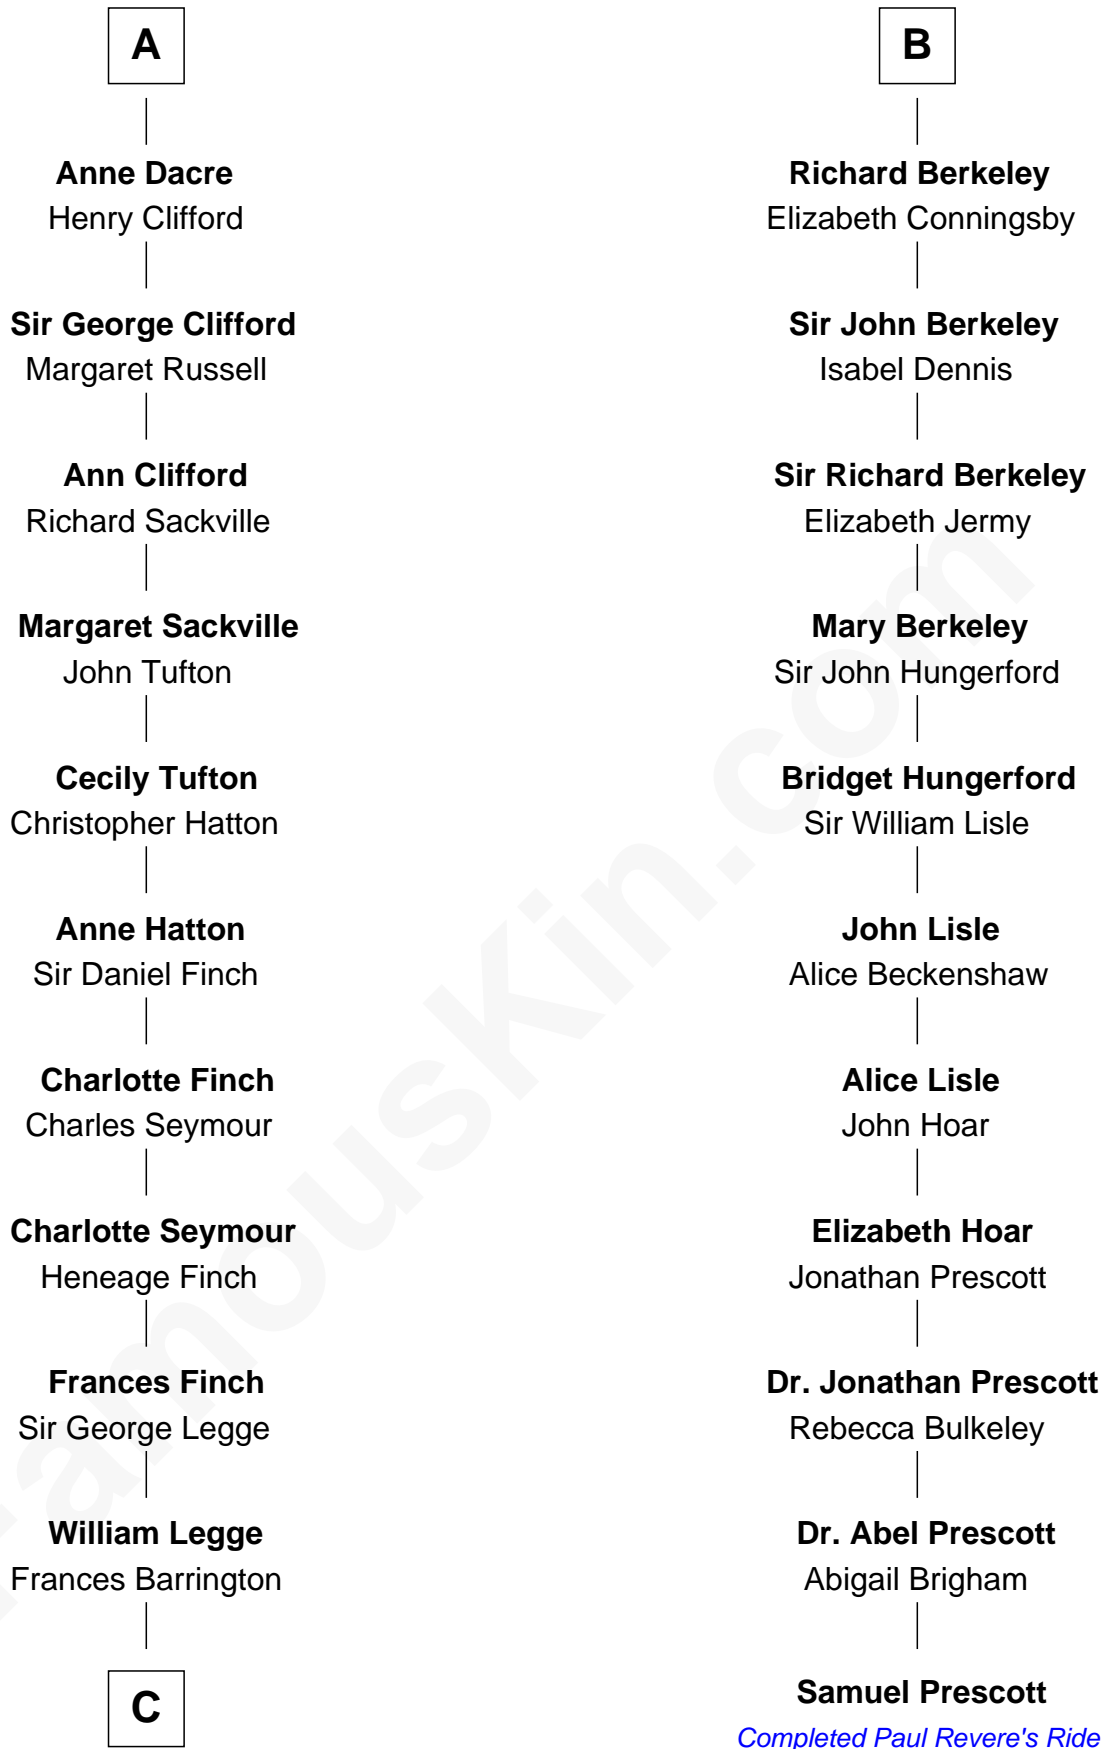 A
Anne Dacre
Henry Clifford
Sir George Clifford
Margaret Russell
Ann Clifford
Richard Sackville
Margaret Sackville
John Tufton
Cecily Tufton
Christopher Hatton
Anne Hatton
Sir Daniel Finch
Charlotte Finch
Charles Seymour
Charlotte Seymour
Heneage Finch
Frances Finch
Sir George Legge
William Legge
Frances Barrington
C
B
Richard Berkeley
Elizabeth Conningsby
Sir John Berkeley
Isabel Dennis
Sir Richard Berkeley
Elizabeth Jermy
Mary Berkeley
Sir John Hungerford
Bridget Hungerford
Sir William Lisle
John Lisle
Alice Beckenshaw
Alice Lisle
John Hoar
Elizabeth Hoar
Jonathan Prescott
Dr. Jonathan Prescott
Rebecca Bulkeley
Dr. Abel Prescott
Abigail Brigham
Samuel Prescott
Completed Paul Revere's Ride
FamousKin.com